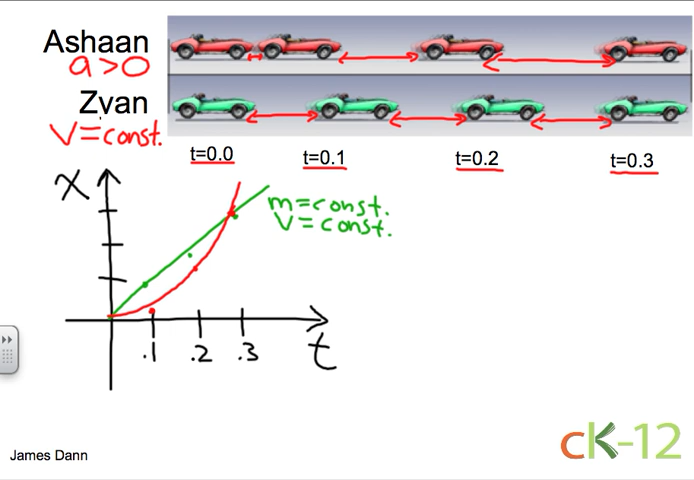 Ashaan
a>0
Zyan
V=const.
t=0.0 t=0.1 t=0.2 t=0.3
x
m=const.
V=const.
.1 .2 .3
t
cK-12
James Dann